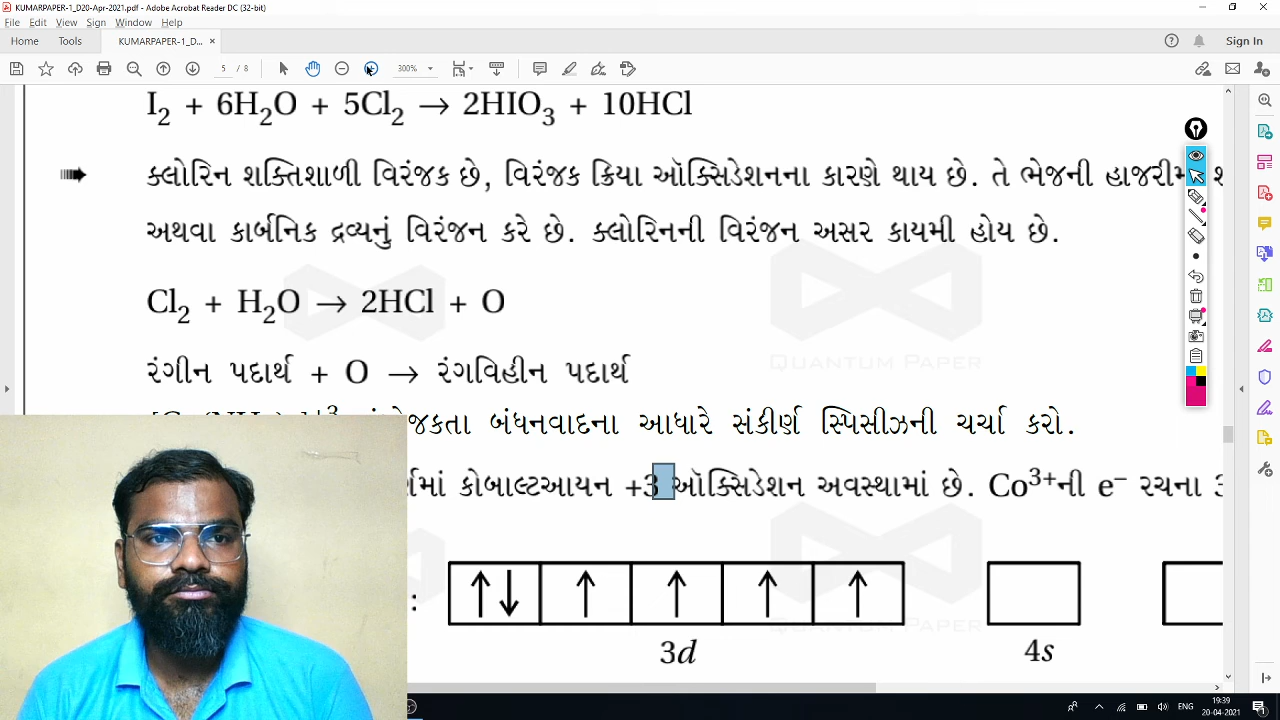 KUMARPAPER-1_D20-Apr-2021.pdf - Adobe Acrobat Reader DC (32-bit)
File Edit View Sign Window Help
Home Tools KUMARPAPER-1_D... × Sign In
5 / 8 300%
I₂ + 6H₂O + 5Cl₂ → 2HIO₃ + 10HCl
ક્લોરિન શક્તિશાળી વિરંજક છે, વિરંજક ક્રિયા ઑક્સિડેશનના કારણે થાય છે. તે ભેજની
અથવા કાર્બનિક દ્રવ્યનું વિરંજન કરે છે. ક્લોરિનની વિરંજન અસર કાયમી હોય છે.
Cl₂ + H₂O → 2HCl + O
QUANTUM PAPER
રંગીન પદાર્થ + O → રંગવિહીન પદાર્થ
બંધનવાદના આધારે સંકીર્ણ સ્પિસીઝની ચર્ચા કરો.
કોબાલ્ટઆયન +3 ઑક્સિડેશન અવસ્થામાં છે. Co³⁺ની e⁻ રચના
: ↑↓ ↑ ↑ ↑ ↑
QUANTUM PAPER
3d 4s
ENG 19:39
20-04-2021